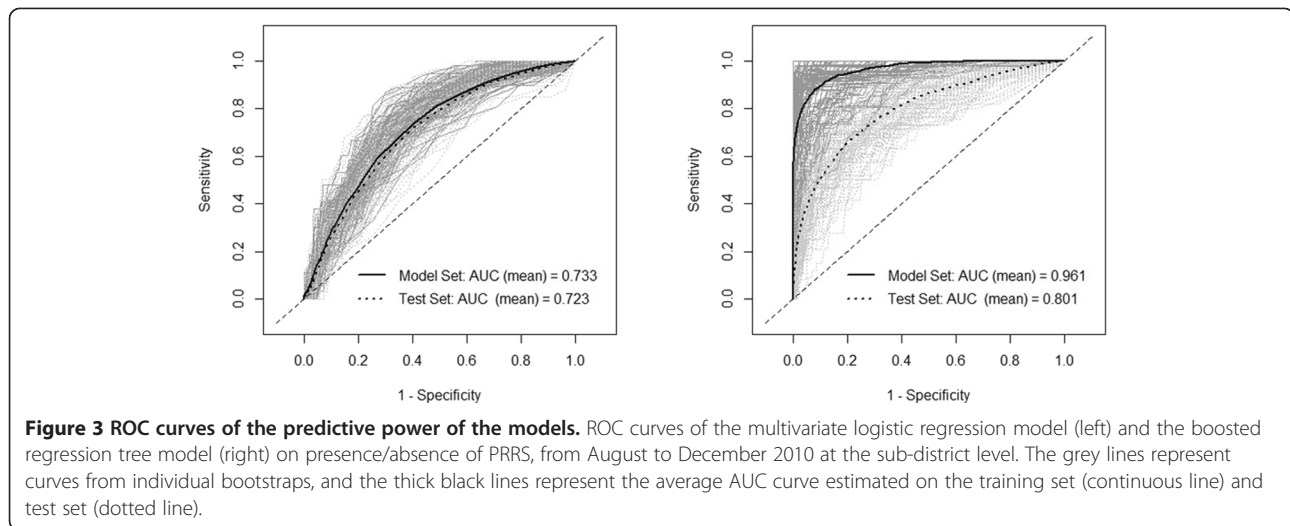 1.0
0.8
0.6
0.4
0.2
0.0
Sensitivity
Model Set: AUC (mean) = 0.733
Test Set: AUC (mean) = 0.723
0.0 0.2 0.4 0.6 0.8 1.0
1 - Specificity
1.0
0.8
0.6
0.4
0.2
0.0
Sensitivity
Model Set: AUC (mean) = 0.961
Test Set: AUC (mean) = 0.801
0.0 0.2 0.4 0.6 0.8 1.0
1 - Specificity
Figure 3 ROC curves of the predictive power of the models. ROC curves of the multivariate logistic regression model (left) and the boosted
regression tree model (right) on presence/absence of PRRS, from August to December 2010 at the sub-district level. The grey lines represent
curves from individual bootstraps, and the thick black lines represent the average AUC curve estimated on the training set (continuous line) and
test set (dotted line).